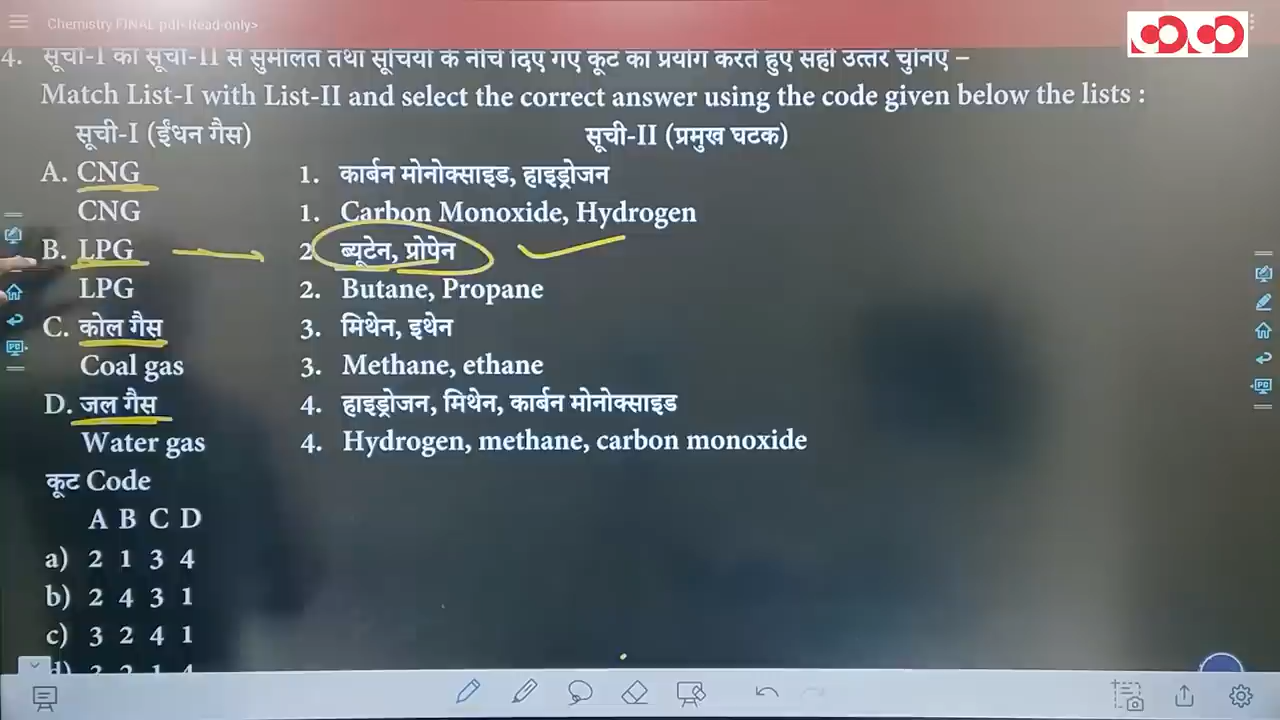 Chemistry FINAL.pdf- Read-only>
4. सूची-I को सूची-II से सुमेलित तथा सूचियों के नीचे दिए गए कूट का प्रयोग करते हुए सही उत्तर चुनिए –
Match List-I with List-II and select the correct answer using the code given below the lists :
सूची-I (ईंधन गैस) सूची-II (प्रमुख घटक)
A. CNG 1. कार्बन मोनोक्साइड, हाइड्रोजन
CNG 1. Carbon Monoxide, Hydrogen
B. LPG 2 ब्यूटेन, प्रोपेन
LPG 2. Butane, Propane
C. कोल गैस 3. मिथेन, इथेन
Coal gas 3. Methane, ethane
D. जल गैस 4. हाइड्रोजन, मिथेन, कार्बन मोनोक्साइड
Water gas 4. Hydrogen, methane, carbon monoxide
कूट Code
A B C D
a) 2 1 3 4
b) 2 4 3 1
c) 3 2 4 1
d) 3 2 1 4